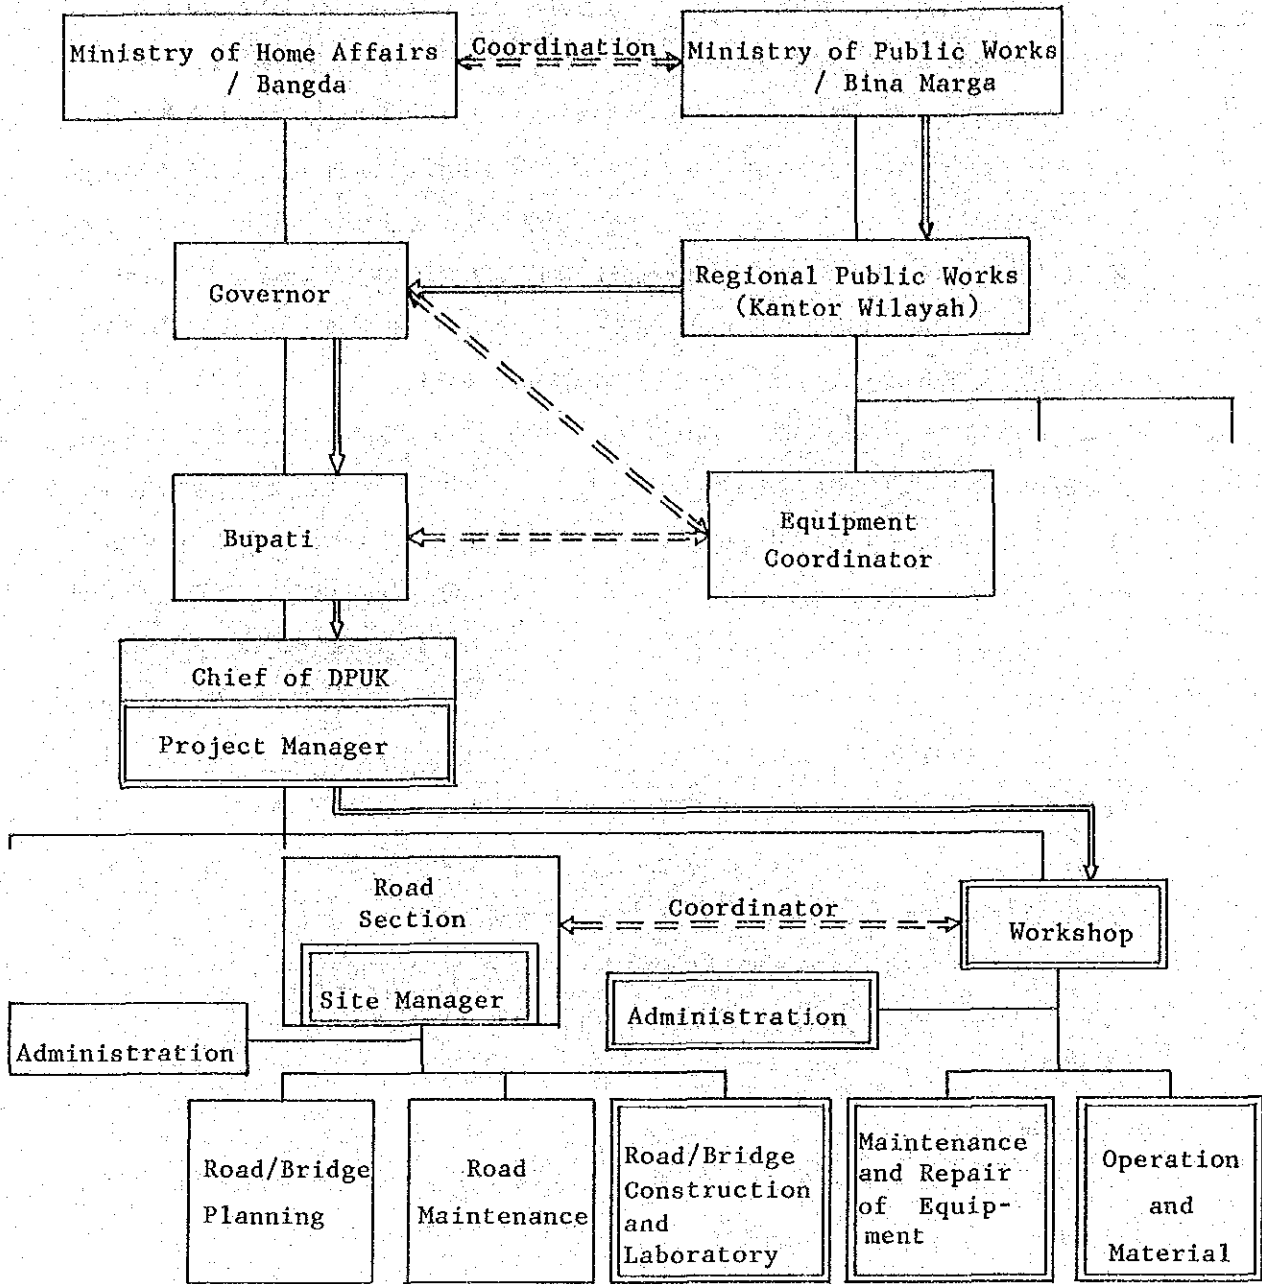 Ministry of Home Affairs
/ Bangda
Coordination
Ministry of Public Works
/ Bina Marga
Governor
Regional Public Works
(Kantor Wilayah)
Bupati
Equipment
Coordinator
Chief of DPUK
Project Manager
Road
Section
Site Manager
Coordinator
Workshop
Administration
Administration
Road/Bridge
Planning
Road
Maintenance
Road/Bridge
Construction
and
Laboratory
Maintenance
and Repair
of Equip-
ment
Operation
and
Material